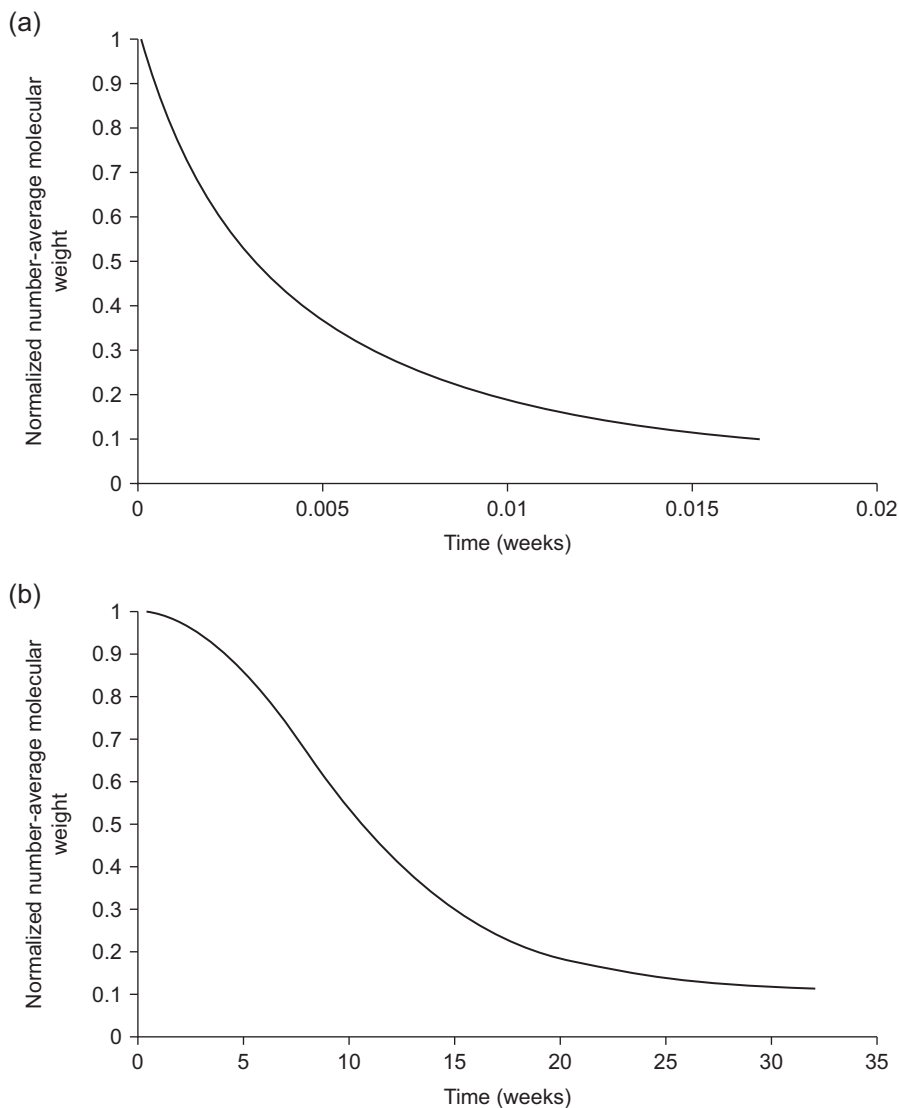 (a)
1
0.9
0.8
0.7
0.6
0.5
0.4
0.3
0.2
0.1
0
Normalized number-average molecular
weight
0 0.005 0.01 0.015 0.02
Time (weeks)
(b)
1
0.9
0.8
0.7
0.6
0.5
0.4
0.3
0.2
0.1
0
Normalized number-average molecular
weight
0 5 10 15 20 25 30 35
Time (weeks)